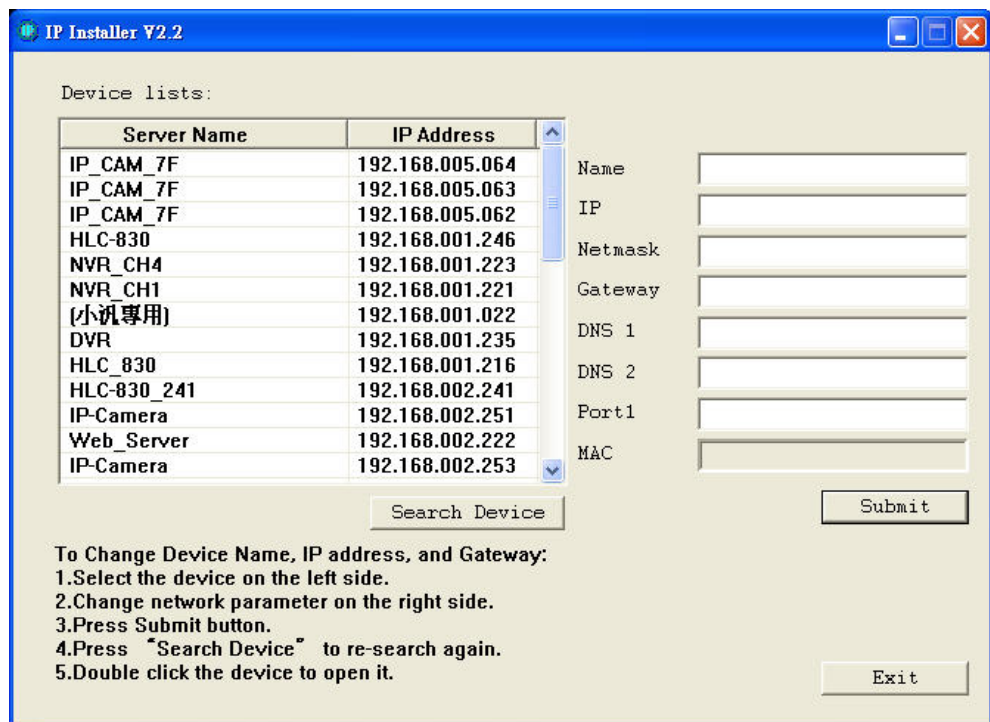 IP Installer V2.2
Device lists:
Server Name IP Address
IP_CAM_7F 192.168.005.064
IP_CAM_7F 192.168.005.063
IP_CAM_7F 192.168.005.062
HLC-830 192.168.001.246
NVR_CH4 192.168.001.223
NVR_CH1 192.168.001.221
(小汎專用) 192.168.001.022
DVR 192.168.001.235
HLC_830 192.168.001.216
HLC-830_241 192.168.002.241
IP-Camera 192.168.002.251
Web_Server 192.168.002.222
IP-Camera 192.168.002.253
Search Device
Name
IP
Netmask
Gateway
DNS 1
DNS 2
Port1
MAC
Submit
To Change Device Name, IP address, and Gateway:
1.Select the device on the left side.
2.Change network parameter on the right side.
3.Press Submit button.
4.Press “Search Device” to re-search again.
5.Double click the device to open it.
Exit